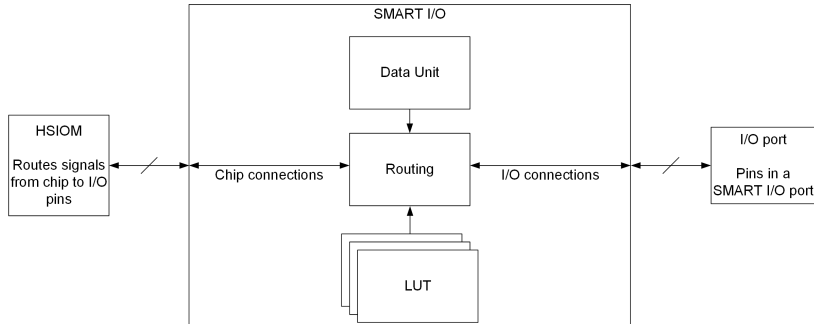 SMART I/O
Data Unit
HSIOM
Routes signals
from chip to I/O
pins
Chip connections
Routing
I/O connections
I/O port
Pins in a
SMART I/O port
LUT